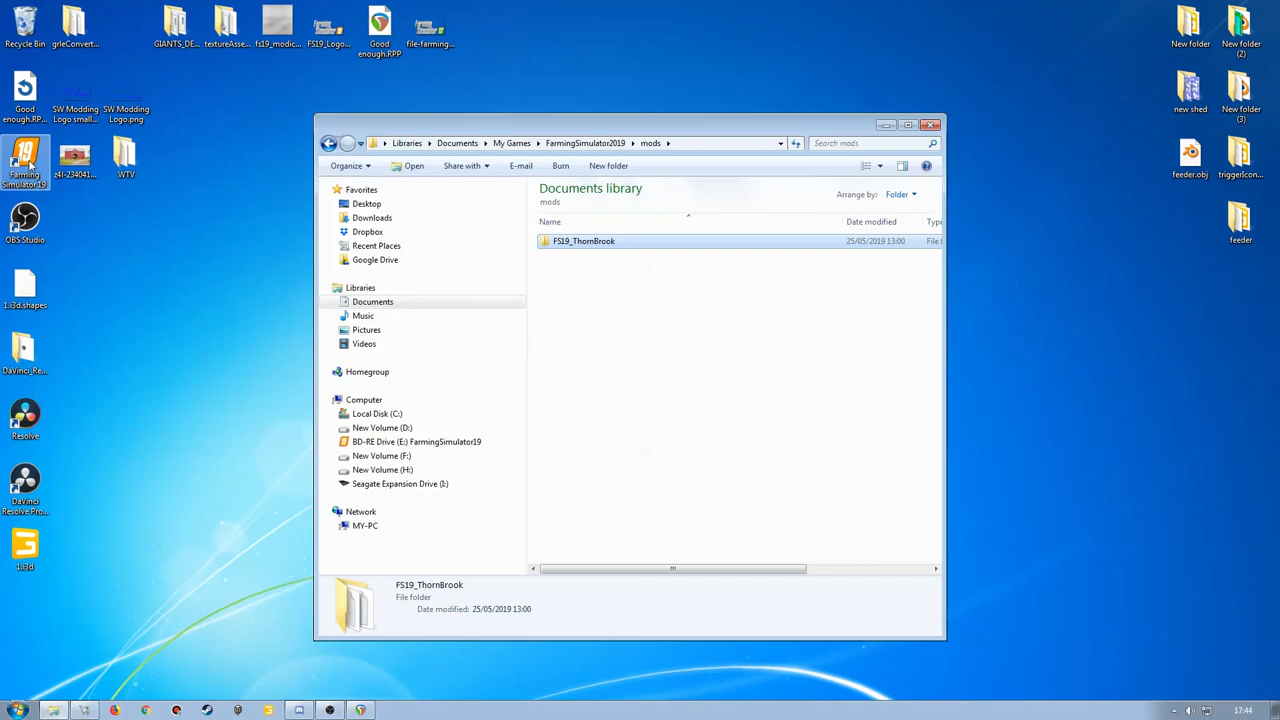 Recycle Bin
grleConvert...
GIANTS_DE...
textureAsse...
fs19_modic...
FS19_Logo...
Good
enough.RPP
file-farming...
New folder
New folder
(2)
Good
enough.RP...
SW Modding
Logo small...
SW Modding
Logo.png
new shed
New folder
(3)
19
Farming
Simulator 19
z4l-234041...
WTV
feeder.obj
triggerIcon...
OBS Studio
feeder
1.i3d.shapes
DaVinci_Re...
Resolve
DaVinci
Resolve Pro...
1.i3d
Libraries
Documents
My Games
FarmingSimulator2019
mods
Search mods
Organize
Open
Share with
E-mail
Burn
New folder
Favorites
Desktop
Downloads
Dropbox
Recent Places
Google Drive
Libraries
Documents
Music
Pictures
Videos
Homegroup
Computer
Local Disk (C:)
New Volume (D:)
BD-RE Drive (E:) FarmingSimulator19
New Volume (F:)
New Volume (H:)
Seagate Expansion Drive (I:)
Network
MY-PC
Documents library
mods
Arrange by: Folder
Name
Date modified
Type
FS19_ThornBrook
25/05/2019 13:00
File f
FS19_ThornBrook
File folder
Date modified: 25/05/2019 13:00
17:44